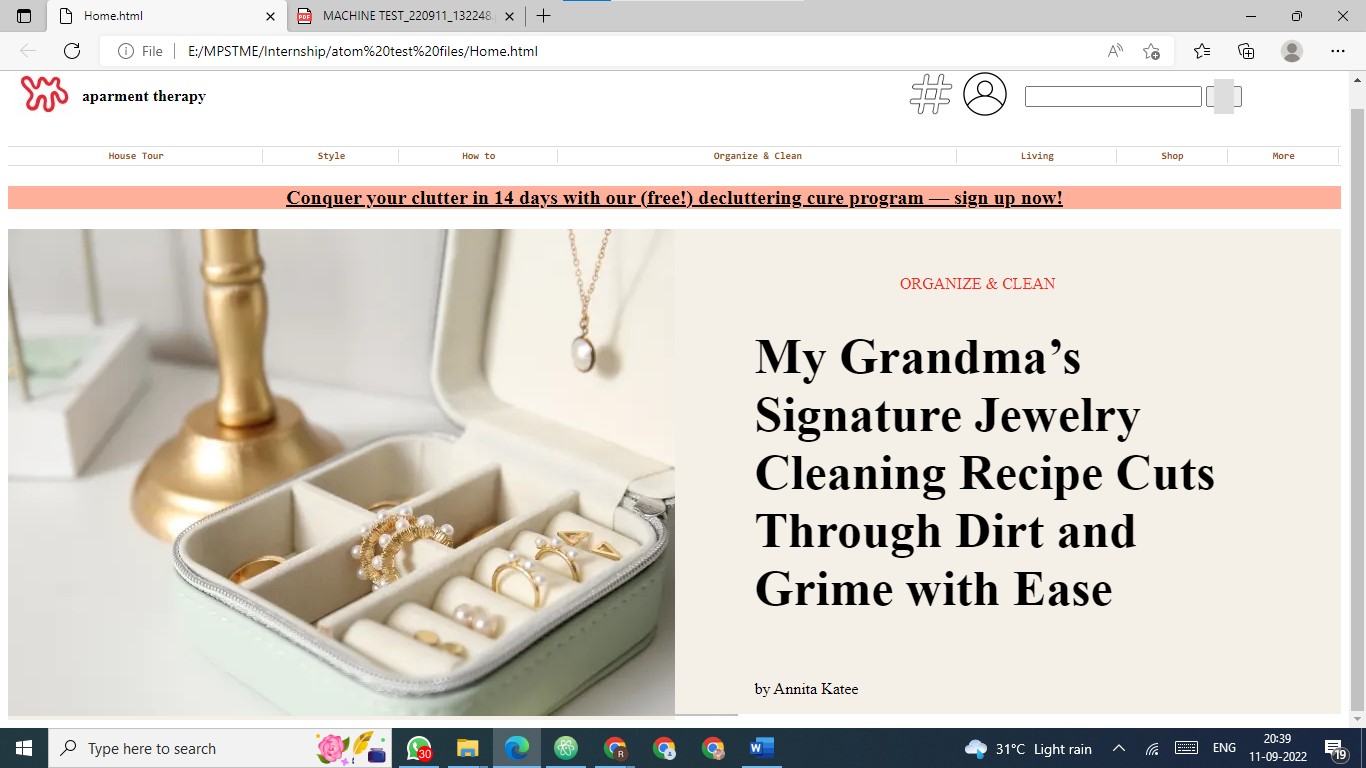 Home.html
MACHINE TEST_220911_132248.
File
E:/MPSTME/Internship/atom%20test%20files/Home.html
aparment therapy
House Tour Style How to Organize & Clean Living Shop More
Conquer your clutter in 14 days with our (free!) decluttering cure program — sign up now!
ORGANIZE & CLEAN
My Grandma’s
Signature Jewelry
Cleaning Recipe Cuts
Through Dirt and
Grime with Ease
by Annita Katee
Type here to search
30
31°C Light rain
ENG
20:39
11-09-2022
19